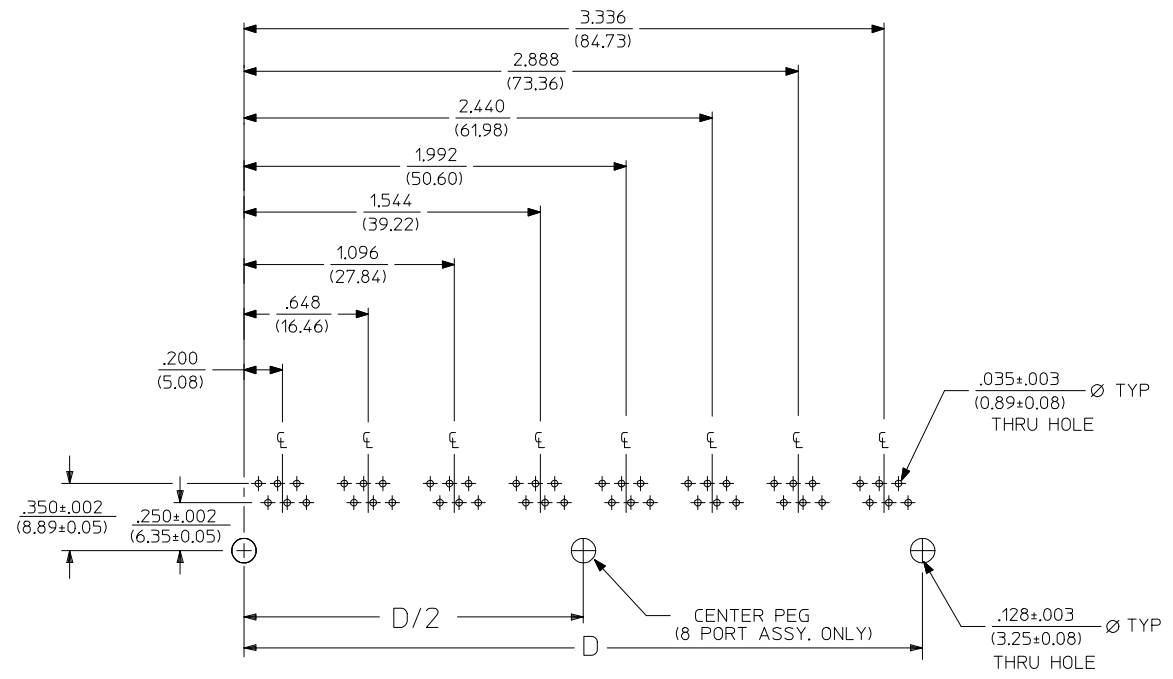 3.336
(84.73)
2.888
(73.36)
2.440
(61.98)
1.992
(50.60)
1.544
(39.22)
1.096
(27.84)
.648
(16.46)
.200
(5.08)
.035±.003
(0.89±0.08)
Ø TYP
THRU HOLE
℄ ℄ ℄ ℄ ℄ ℄ ℄ ℄
.350±.002
(8.89±0.05)
.250±.002
(6.35±0.05)
D/2
CENTER PEG
(8 PORT ASSY. ONLY)
D
.128±.003
(3.25±0.08)
Ø TYP
THRU HOLE